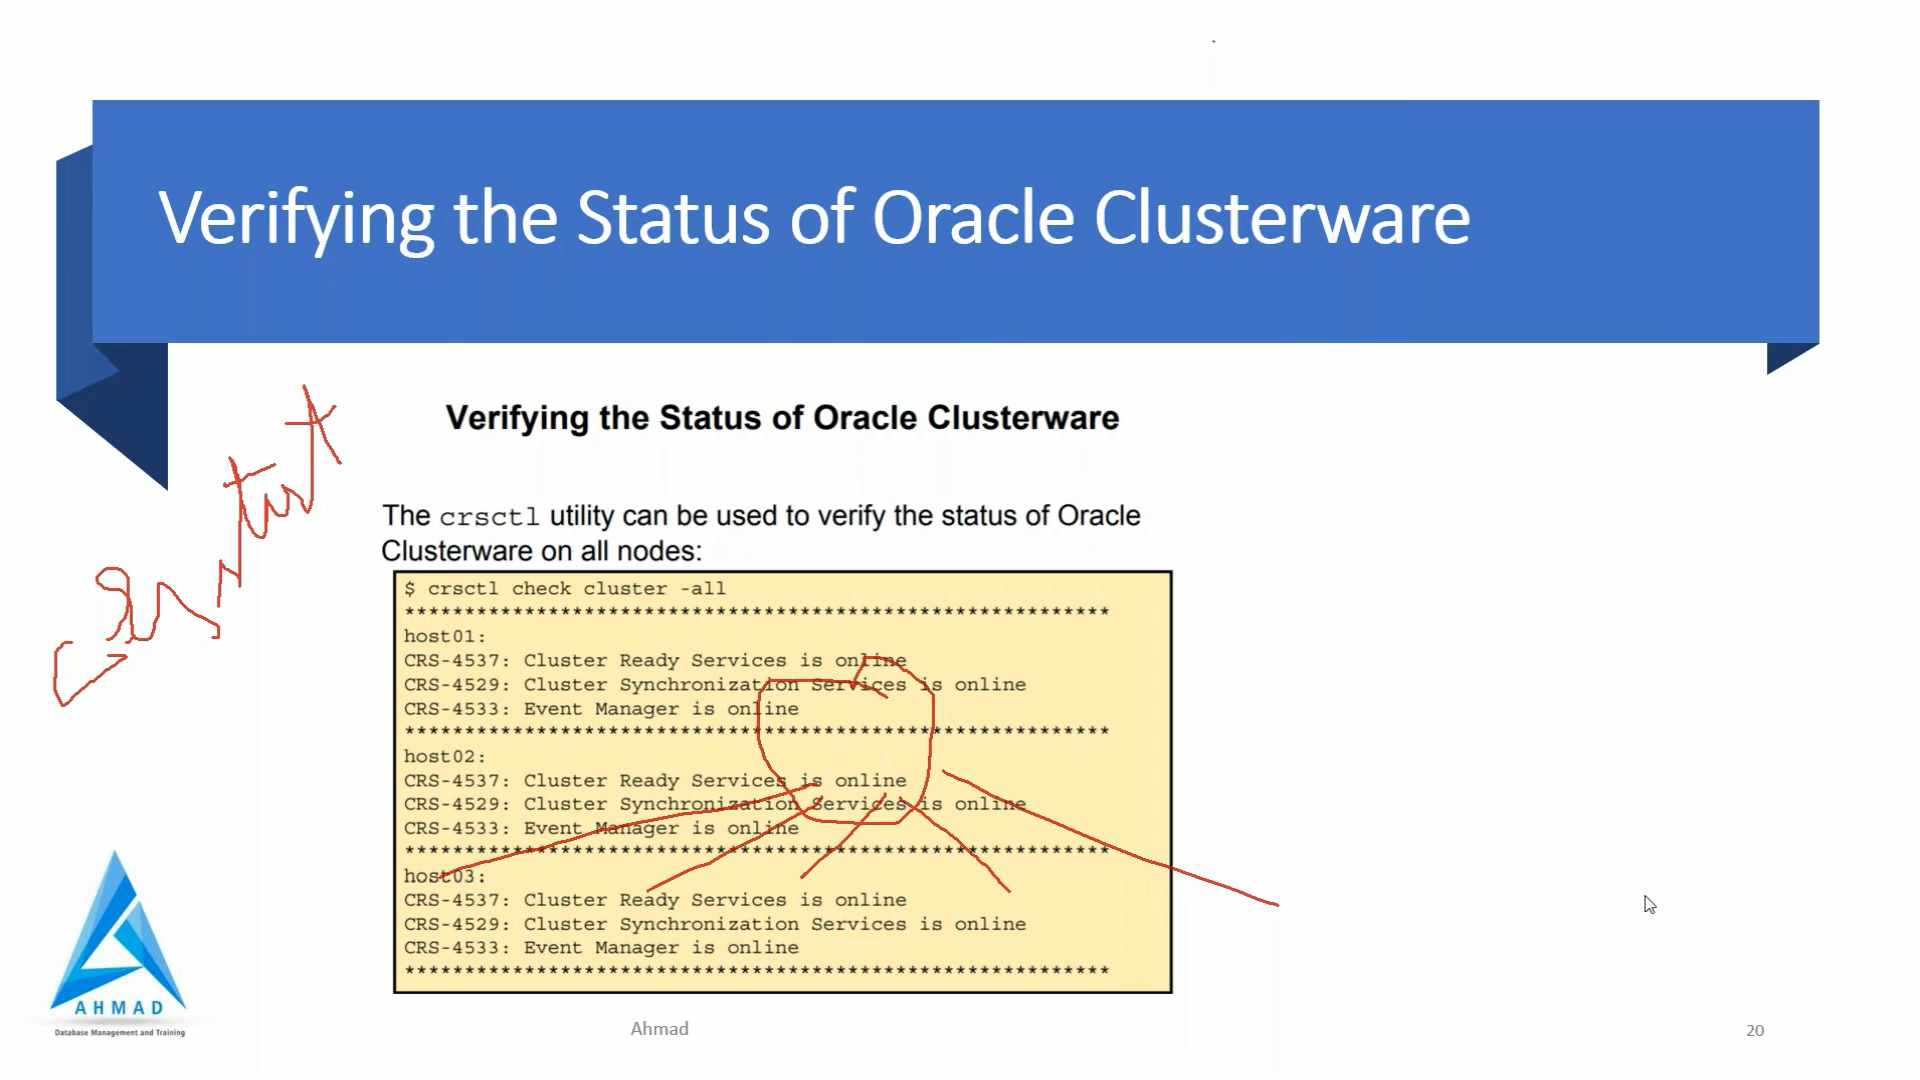 Verifying the Status of Oracle Clusterware
Verifying the Status of Oracle Clusterware
The crsctl utility can be used to verify the status of Oracle
Clusterware on all nodes:
$ crsctl check cluster -all
***********************************************************
host01:
CRS-4537: Cluster Ready Services is online
CRS-4529: Cluster Synchronization Services is online
CRS-4533: Event Manager is online
***********************************************************
host02:
CRS-4537: Cluster Ready Services is online
CRS-4529: Cluster Synchronization Services is online
CRS-4533: Event Manager is online
***********************************************************
host03:
CRS-4537: Cluster Ready Services is online
CRS-4529: Cluster Synchronization Services is online
CRS-4533: Event Manager is online
***********************************************************
AHMAD
Database Management and Training
Ahmad
20